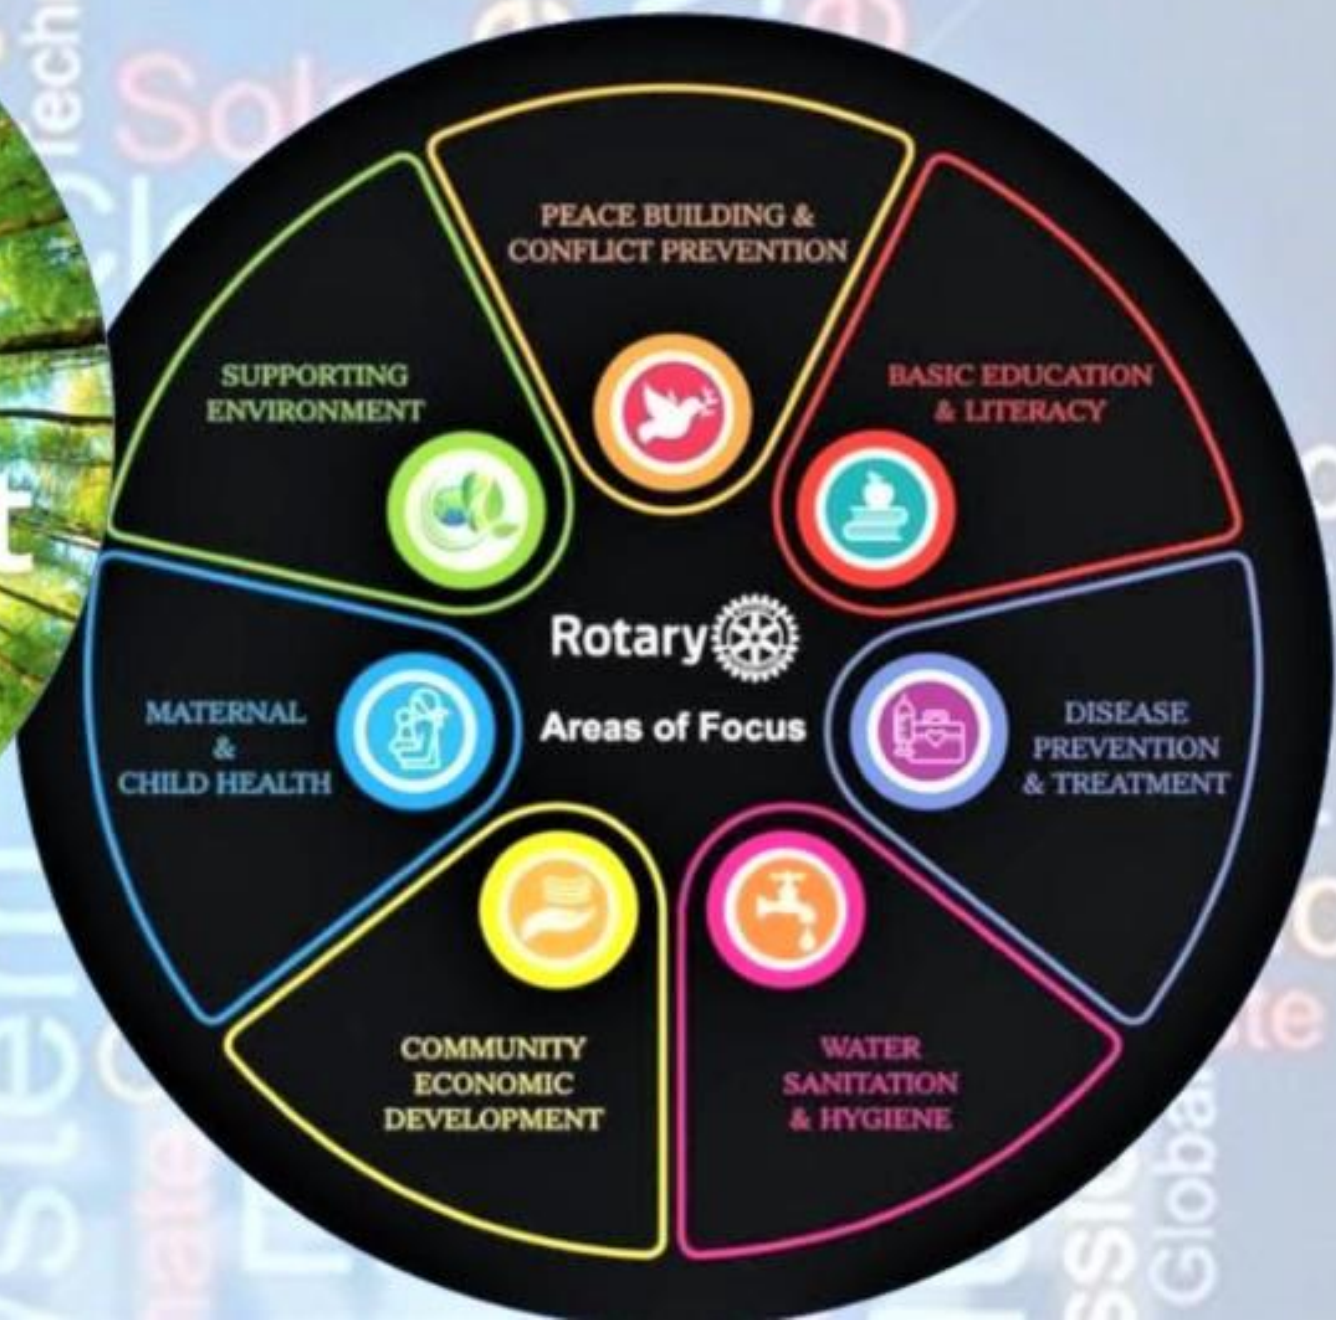 PEACE BUILDING &
CONFLICT PREVENTION
SUPPORTING
ENVIRONMENT
BASIC EDUCATION
& LITERACY
Rotary
Areas of Focus
MATERNAL
&
CHILD HEALTH
DISEASE
PREVENTION
& TREATMENT
COMMUNITY
ECONOMIC
DEVELOPMENT
WATER
SANITATION
& HYGIENE
Tech